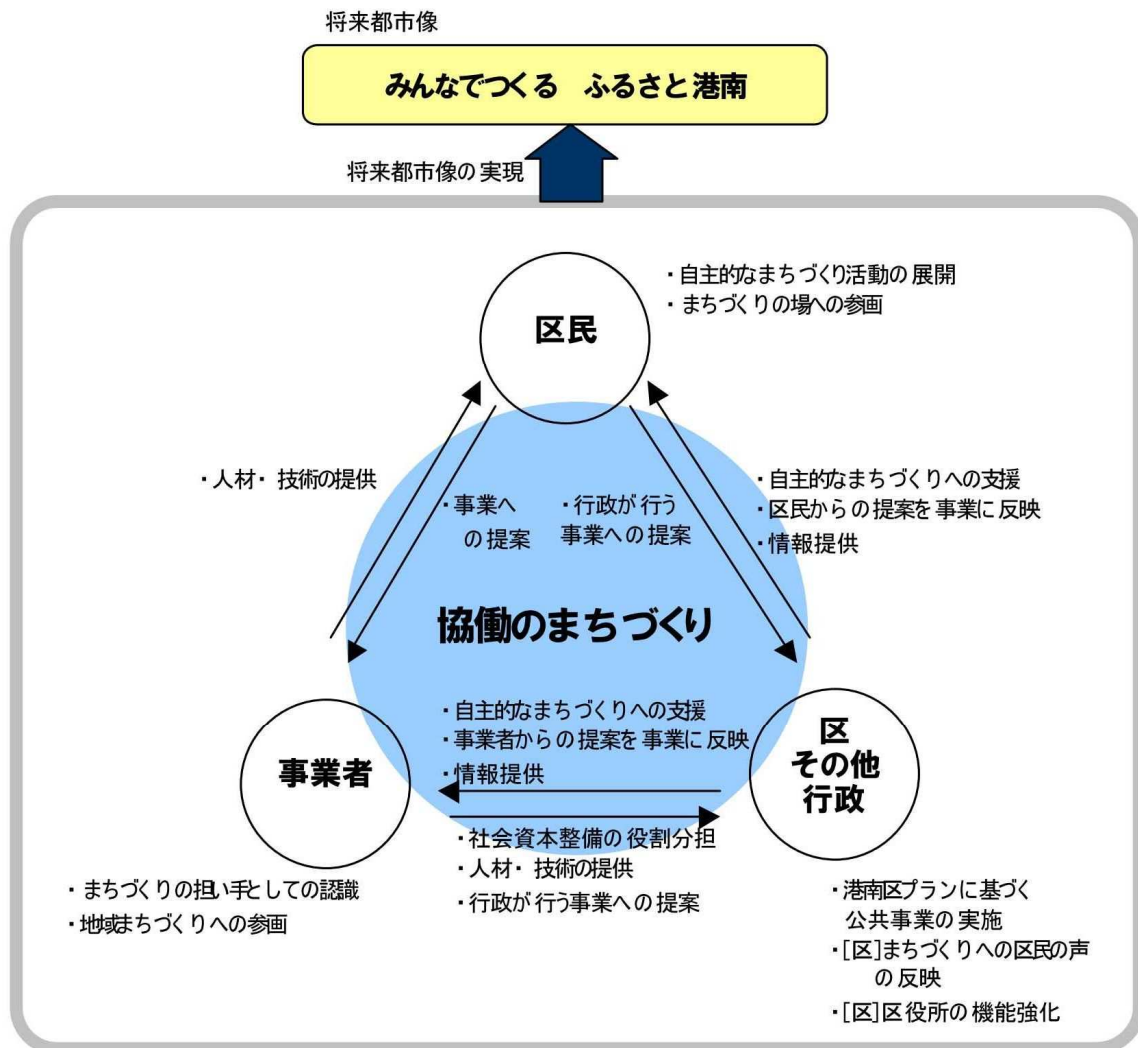 将来都市像
みんなでつくる　ふるさと港南
将来都市像の実現
区民
・自主的なまちづくり活動の展開
・まちづくりの場への参画
・人材・技術の提供
・事業へ
の提案
・行政が行う
事業への提案
・自主的なまちづくりへの支援
・区民からの提案を事業に反映
・情報提供
協働のまちづくり
・自主的なまちづくりへの支援
・事業者からの提案を事業に反映
・情報提供
事業者
区
その他
行政
・社会資本整備の役割分担
・人材・技術の提供
・行政が行う事業への提案
・まちづくりの担い手としての認識
・地域まちづくりへの参画
・港南区プランに基づく
公共事業の実施
・[区]まちづくりへの区民の声
の反映
・[区]区役所の機能強化